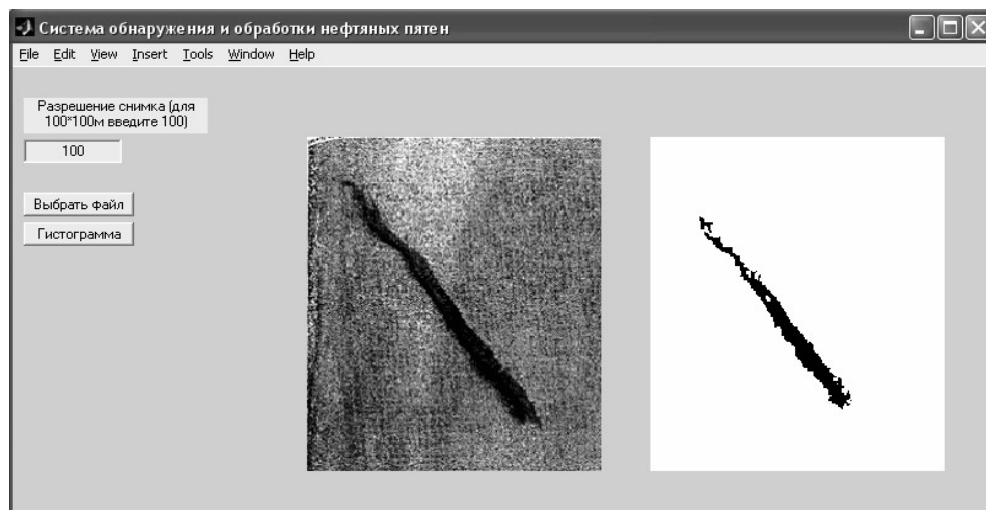 Система обнаружения и обработки нефтяных пятен
File Edit View Insert Tools Window Help
Разрешение снимка (для
100*100м введите 100)
100
Выбрать файл
Гистограмма